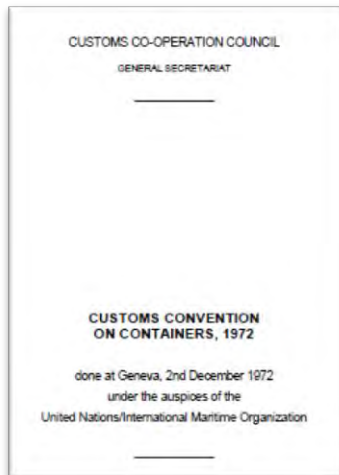 CUSTOMS CO-OPERATION COUNCIL
GENERAL SECRETARIAT
CUSTOMS CONVENTION
ON CONTAINERS, 1972
done at Geneva, 2nd December 1972
under the auspices of the
United Nations/International Maritime Organization